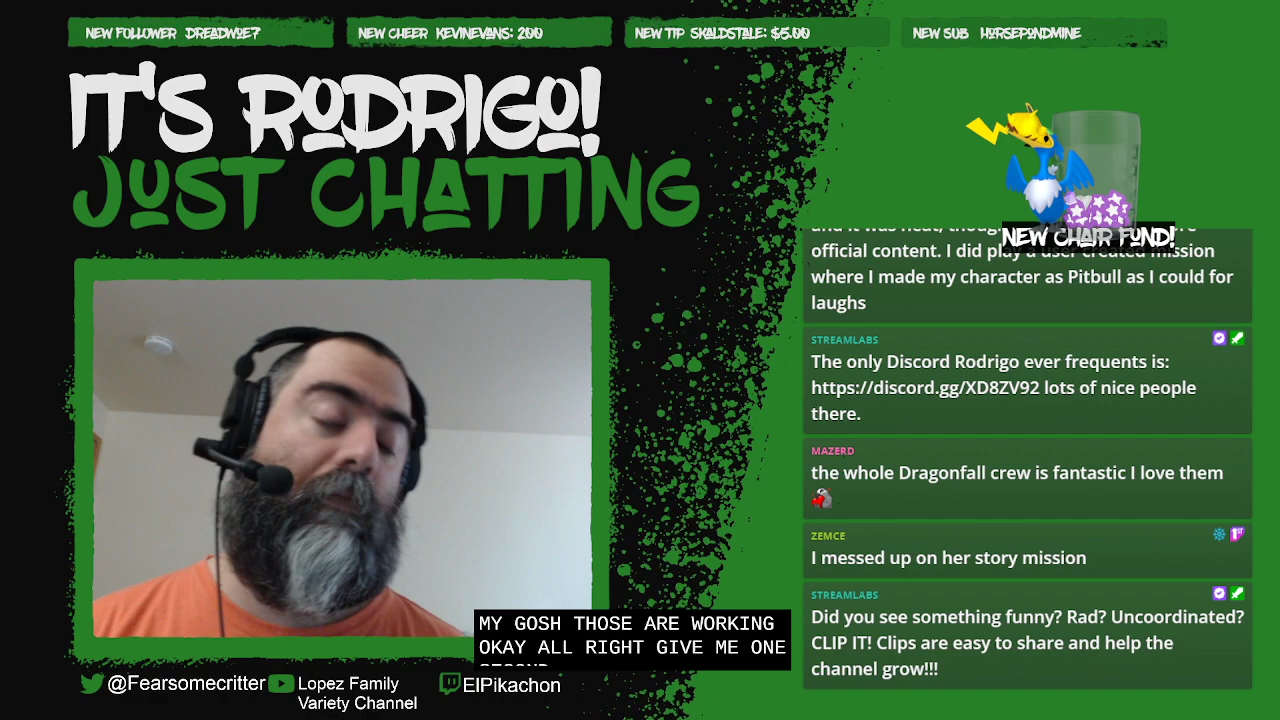 NEW FOLLOWER DREADWOE7
NEW CHEER KEVINEVANS: 200
NEW TIP SKALDSTALE: $5.00
NEW SUB HORSEPONDMINE
IT'S RODRIGO!
JUST CHATTING
NEW CHAIR FUND!
official content. I did play a user created mission
where I made my character as Pitbull as I could for
laughs
STREAMLABS
The only Discord Rodrigo ever frequents is:
https://discord.gg/XD8ZV92 lots of nice people
there.
MAZERD
the whole Dragonfall crew is fantastic I love them
ZEMCE
1ST
I messed up on her story mission
STREAMLABS
Did you see something funny? Rad? Uncoordinated?
CLIP IT! Clips are easy to share and help the
channel grow!!!
MY GOSH THOSE ARE WORKING
OKAY ALL RIGHT GIVE ME ONE
@Fearsomecritter
Lopez Family
Variety Channel
ElPikachon